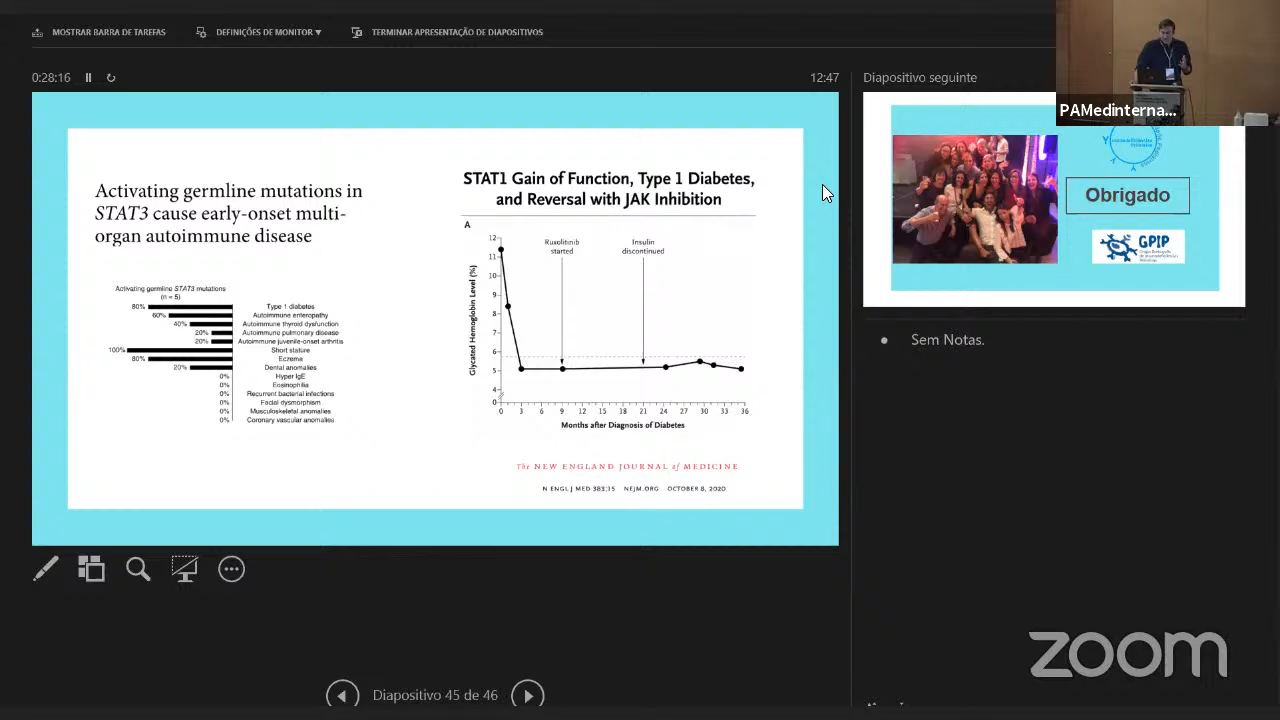 MOSTRAR BARRA DE TAREFAS
DEFINIÇÕES DE MONITOR ▾
TERMINAR APRESENTAÇÃO DE DIAPOSITIVOS
0:28:16
12:47
Diapositivo seguinte
PAMedinterna...
Activating germline mutations in
STAT3 cause early-onset multi-
organ autoimmune disease
Activating germline STAT3 mutations
(n = 5)
80% Type 1 diabetes
60% Autoimmune enteropathy
40% Autoimmune thyroid dysfunction
20% Autoimmune pulmonary disease
20% Autoimmune juvenile-onset arthritis
100% Short stature
80% Eczema
20% Dental anomalies
0% Hyper IgE
0% Eosinophilia
0% Recurrent bacterial infections
0% Facial dysmorphism
0% Musculoskeletal anomalies
0% Coronary vascular anomalies
STAT1 Gain of Function, Type 1 Diabetes,
and Reversal with JAK Inhibition
A
Ruxolitinib
started
Insulin
discontinued
Glycated Hemoglobin Level (%)
12
11
10
9
8
7
6
5
4
0
0 3 6 9 12 15 18 21 24 27 30 33 36
Months after Diagnosis of Diabetes
The NEW ENGLAND JOURNAL of MEDICINE
N ENGL J MED 383;15 NEJM.ORG OCTOBER 8, 2020
Obrigado
GPIP
Sem Notas.
Diapositivo 45 de 46
zoom